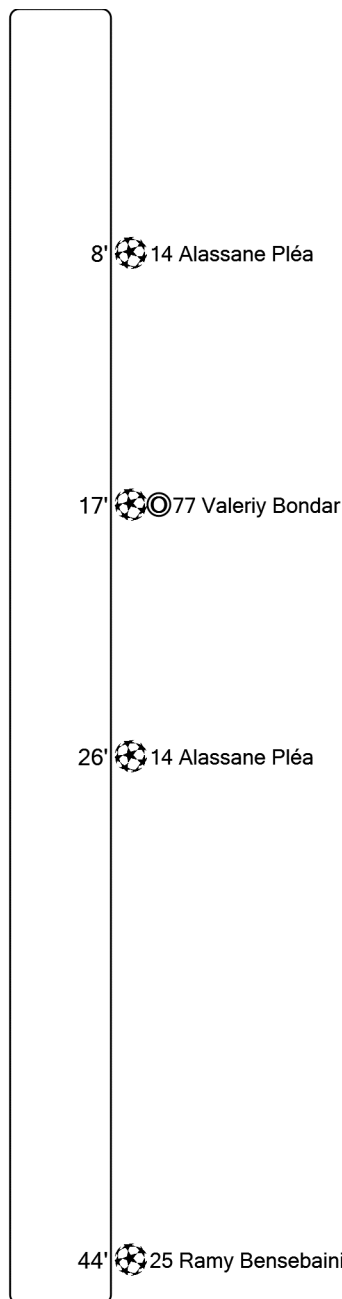 8' 14 Alassane Pléa
17' O 77 Valeriy Bondar
26' 14 Alassane Pléa
44' 25 Ramy Bensebaini